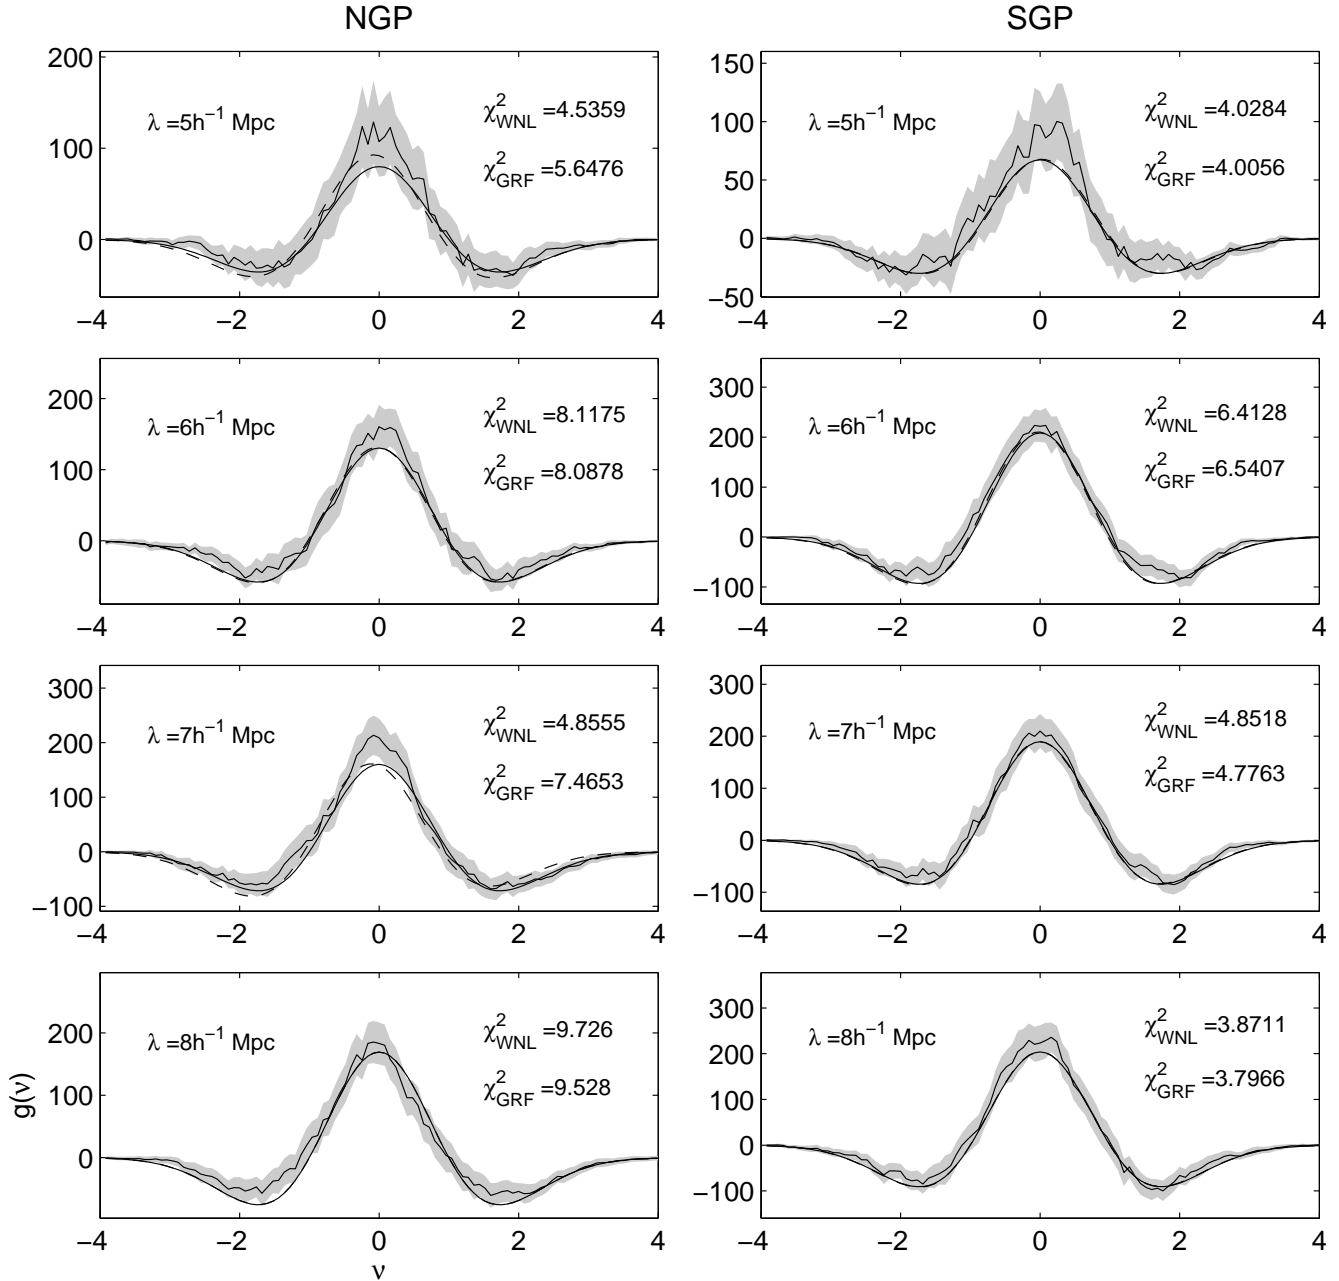 NGP
SGP
200
100
0
λ =5h⁻¹ Mpc
χ²WNL =4.5359
χ²GRF =5.6476
−4 −2 0 2 4
150
100
50
0
−50
λ =5h⁻¹ Mpc
χ²WNL =4.0284
χ²GRF =4.0056
−4 −2 0 2 4
200
100
0
λ =6h⁻¹ Mpc
χ²WNL =8.1175
χ²GRF =8.0878
−4 −2 0 2 4
300
200
100
0
−100
λ =6h⁻¹ Mpc
χ²WNL =6.4128
χ²GRF =6.5407
−4 −2 0 2 4
300
200
100
0
−100
λ =7h⁻¹ Mpc
χ²WNL =4.8555
χ²GRF =7.4653
−4 −2 0 2 4
300
200
100
0
−100
λ =7h⁻¹ Mpc
χ²WNL =4.8518
χ²GRF =4.7763
−4 −2 0 2 4
200
100
0
g(ν)
λ =8h⁻¹ Mpc
χ²WNL =9.726
χ²GRF =9.528
−4 −2 0 2 4
ν
300
200
100
0
−100
λ =8h⁻¹ Mpc
χ²WNL =3.8711
χ²GRF =3.7966
−4 −2 0 2 4